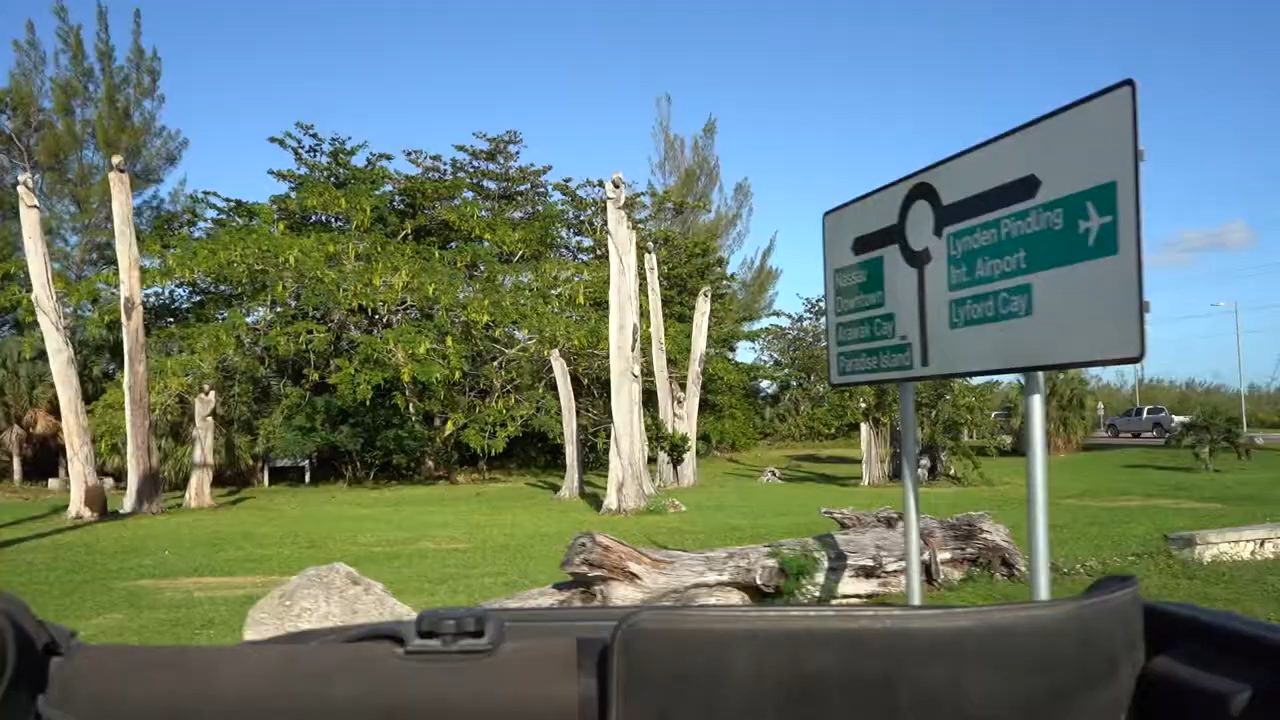 Nassau
Downtown
Arawak Cay
Paradise Island
Lynden Pindling
Int. Airport
Lyford Cay